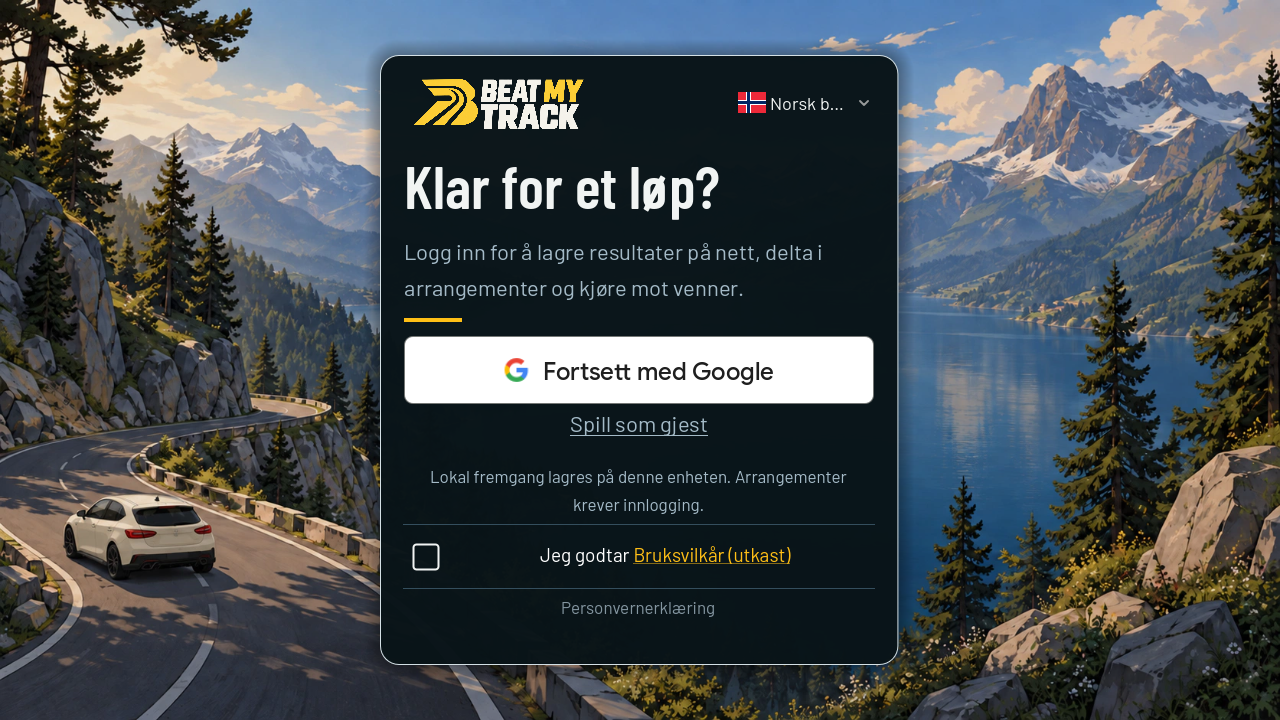 BEAT MY
TRACK
Norsk b...
Klar for et løp?
Logg inn for å lagre resultater på nett, delta i
arrangementer og kjøre mot venner.
Fortsett med Google
Spill som gjest
Lokal fremgang lagres på denne enheten. Arrangementer
krever innlogging.
Jeg godtar Bruksvilkår (utkast)
Personvernerklæring